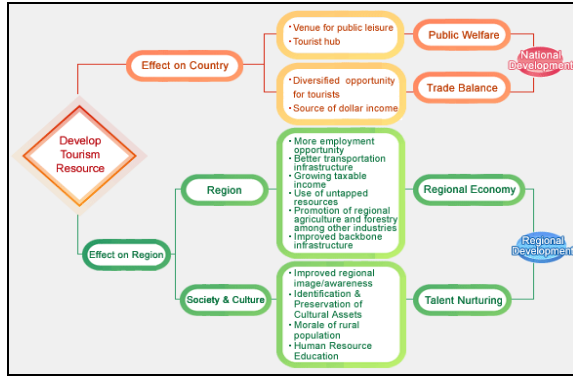 Develop
Tourism
Resource
Effect on Country
・Venue for public leisure
・Tourist hub
Public Welfare
・Diversified opportunity
for tourists
・Source of dollar income
Trade Balance
National
Development
Effect on Region
Region
・More employment
opportunity
・Better transportation
infrastructure
・Growing taxable
income
・Use of untapped
resources
・Promotion of regional
agriculture and forestry
among other industries
・Improved backbone
infrastructure
Regional Economy
Society & Culture
・Improved regional
image/awareness
・Identification &
Preservation of
Cultural Assets
・Morale of rural
population
・Human Resource
Education
Talent Nurturing
Regional
Development